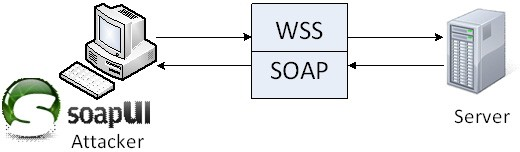 WSS
SOAP
soapUI
Attacker
Server